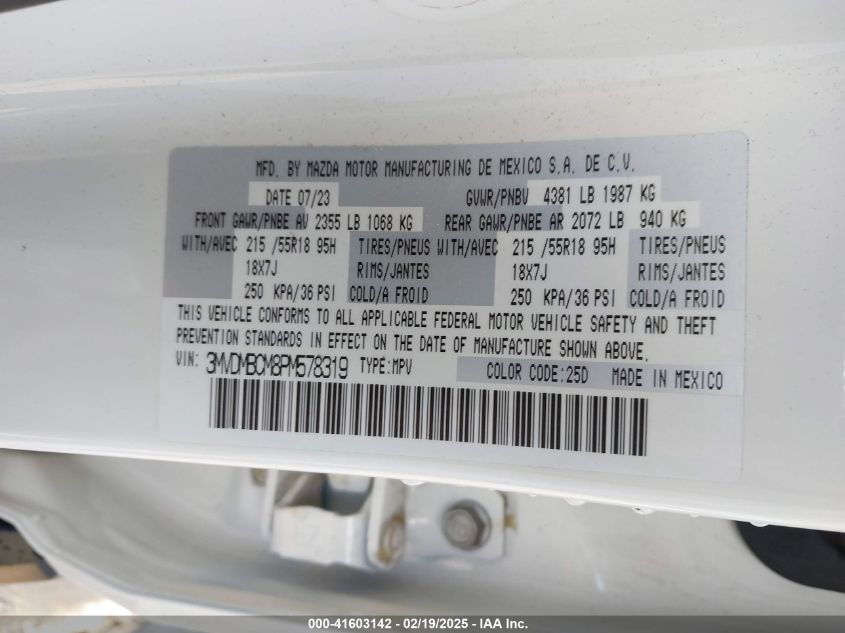 MFD. BY MAZDA MOTOR MANUFACTURING DE MEXICO S.A. DE C.V.
DATE 07/23 GVWR/PNBV 4381 LB 1987 KG
FRONT GAWR/PNBE AV 2355 LB 1068 KG REAR GAWR/PNBE AR 2072 LB 940 KG
WITH/AVEC 215 /55R18 95H TIRES/PNEUS WITH/AVEC 215 /55R18 95H TIRES/PNEUS
18X7J RIMS/JANTES 18X7J RIMS/JANTES
250 KPA/36 PSI COLD/A FROID 250 KPA/36 PSI COLD/A FROID
THIS VEHICLE CONFORMS TO ALL APPLICABLE FEDERAL MOTOR VEHICLE SAFETY AND THEFT
PREVENTION STANDARDS IN EFFECT ON THE DATE OF MANUFACTURE SHOWN ABOVE.
VIN: 3MVDMBCM8PM578319 TYPE:MPV COLOR CODE:25D MADE IN MEXICO
000-41603142 - 02/19/2025 - IAA Inc.